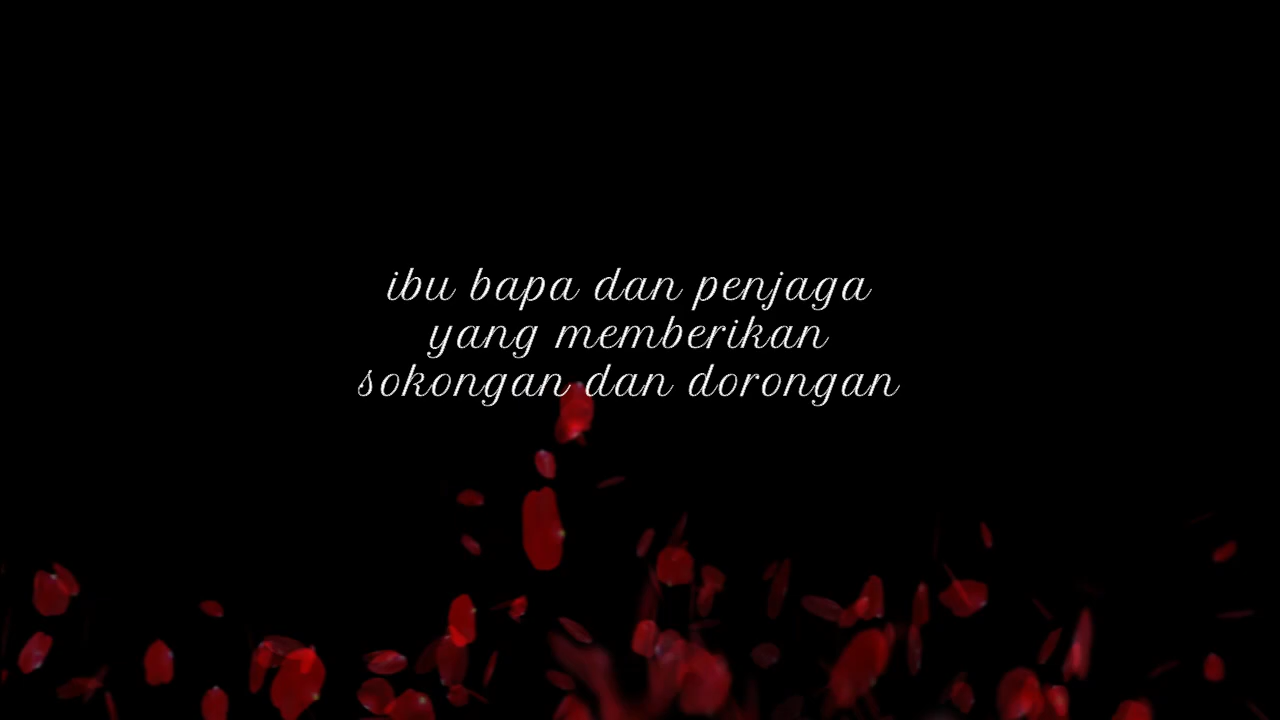 ibu bapa dan penjaga
yang memberikan
sokongan dan dorongan